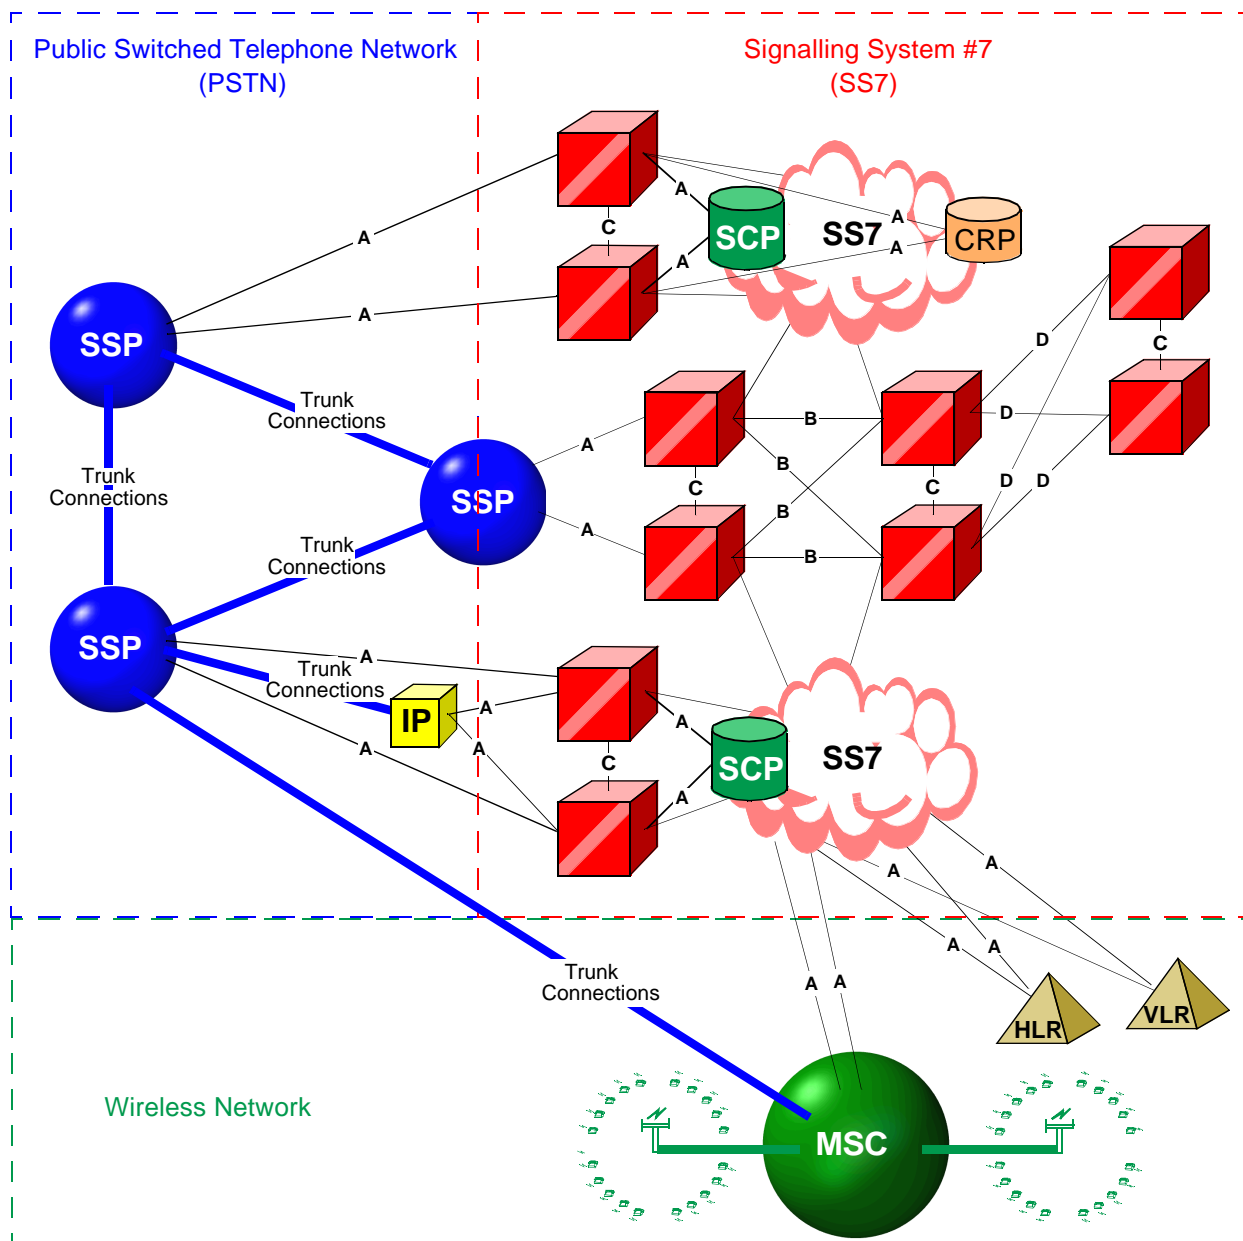 Public Switched Telephone Network
(PSTN)
Signalling System #7
(SS7)
A
SCP
SS7
A
CRP
C
A
A
A
A
SSP
D
C
Trunk
Connections
D
B
A
SSP
B
Trunk
Connections
C
C
D
D
B
A
B
Trunk
Connections
SSP
A
Trunk
Connections
IP
A
A
A
A
C
SCP
SS7
A
A
A
A
A
A
Trunk
Connections
A
A
HLR
VLR
Wireless Network
MSC